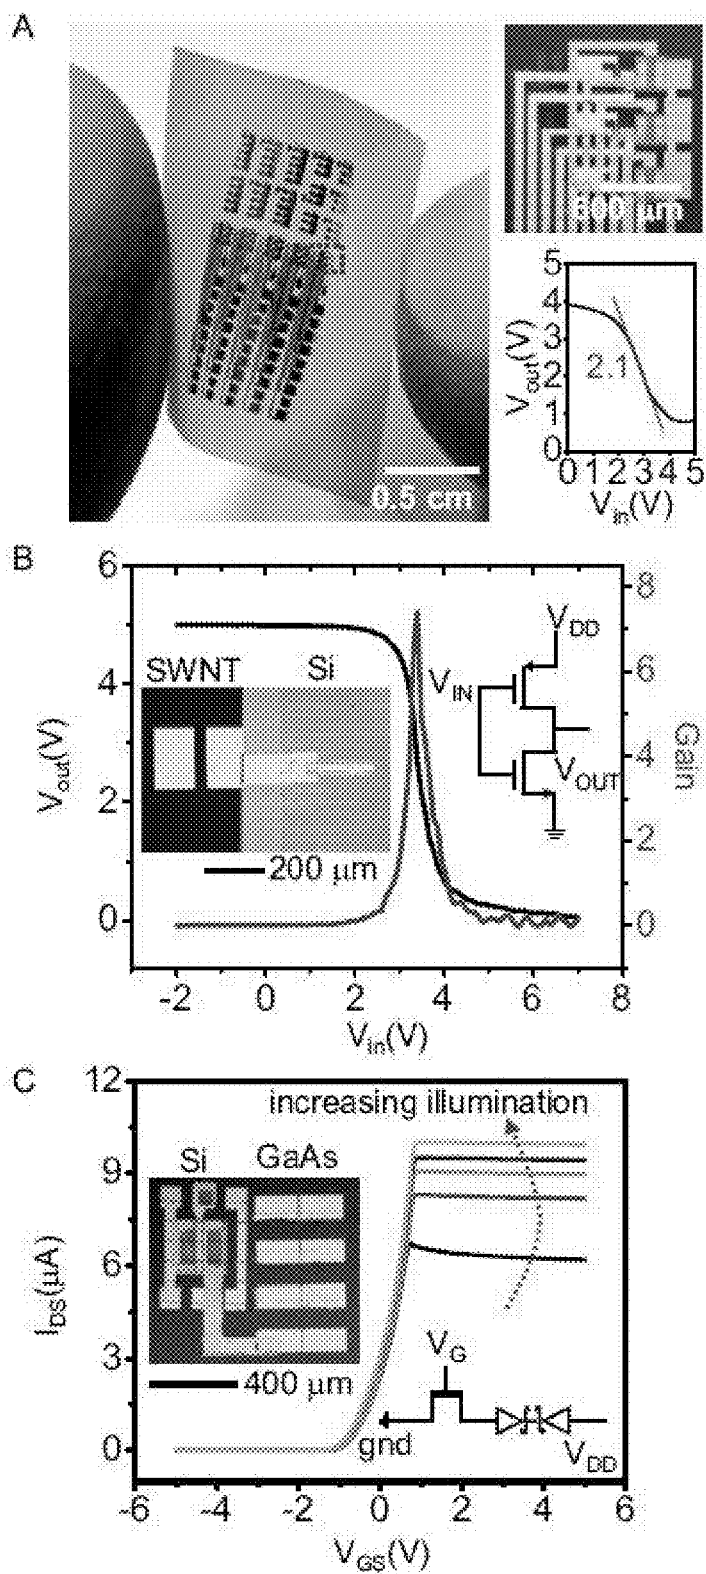 A
0.5 cm
500 μm
5
4
3
2
1
0
V_out(V)
2.1
0 1 2 3 4 5
V_in(V)
B
6
4
2
0
V_out(V)
SWNT Si
200 μm
V_DD
V_IN
V_OUT
8
6
4
2
0
Gain
-2 0 2 4 6 8
V_in(V)
C
12
9
6
3
0
I_DS(μA)
increasing illumination
Si GaAs
400 μm
V_G
gnd
V_DD
-6 -4 -2 0 2 4 6
V_GS(V)